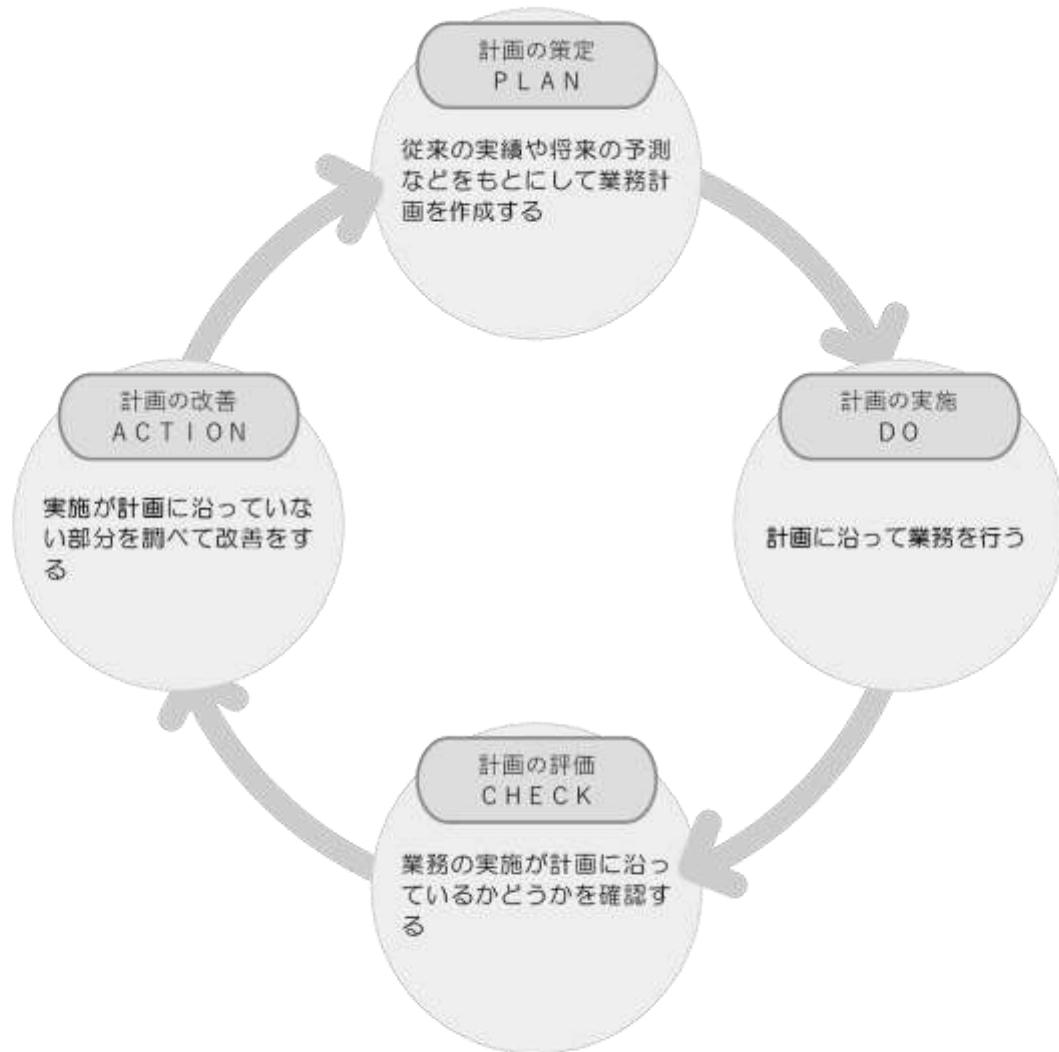 計画の策定
ＰＬＡＮ
従来の実績や将来の予測
などをもとにして業務計
画を作成する
計画の改善
ＡＣＴＩＯＮ
実施が計画に沿っていな
い部分を調べて改善をす
る
計画の実施
ＤＯ
計画に沿って業務を行う
計画の評価
ＣＨＥＣＫ
業務の実施が計画に沿っ
ているかどうかを確認す
る